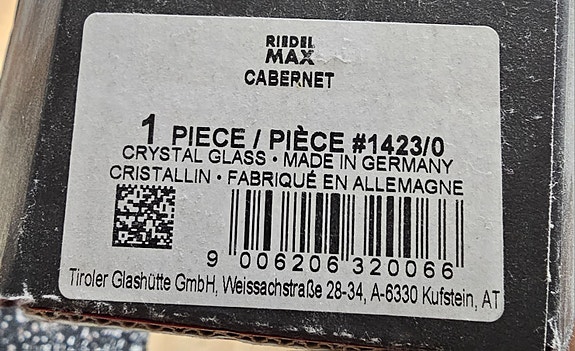 RIEDEL
MAX
CABERNET
1 PIECE / PIÈCE #1423/0
CRYSTAL GLASS • MADE IN GERMANY
CRISTALLIN • FABRIQUÉ EN ALLEMAGNE
9 006206 320066
Tiroler Glashütte GmbH, Weissachstraße 28-34, A-6330 Kufstein, AT